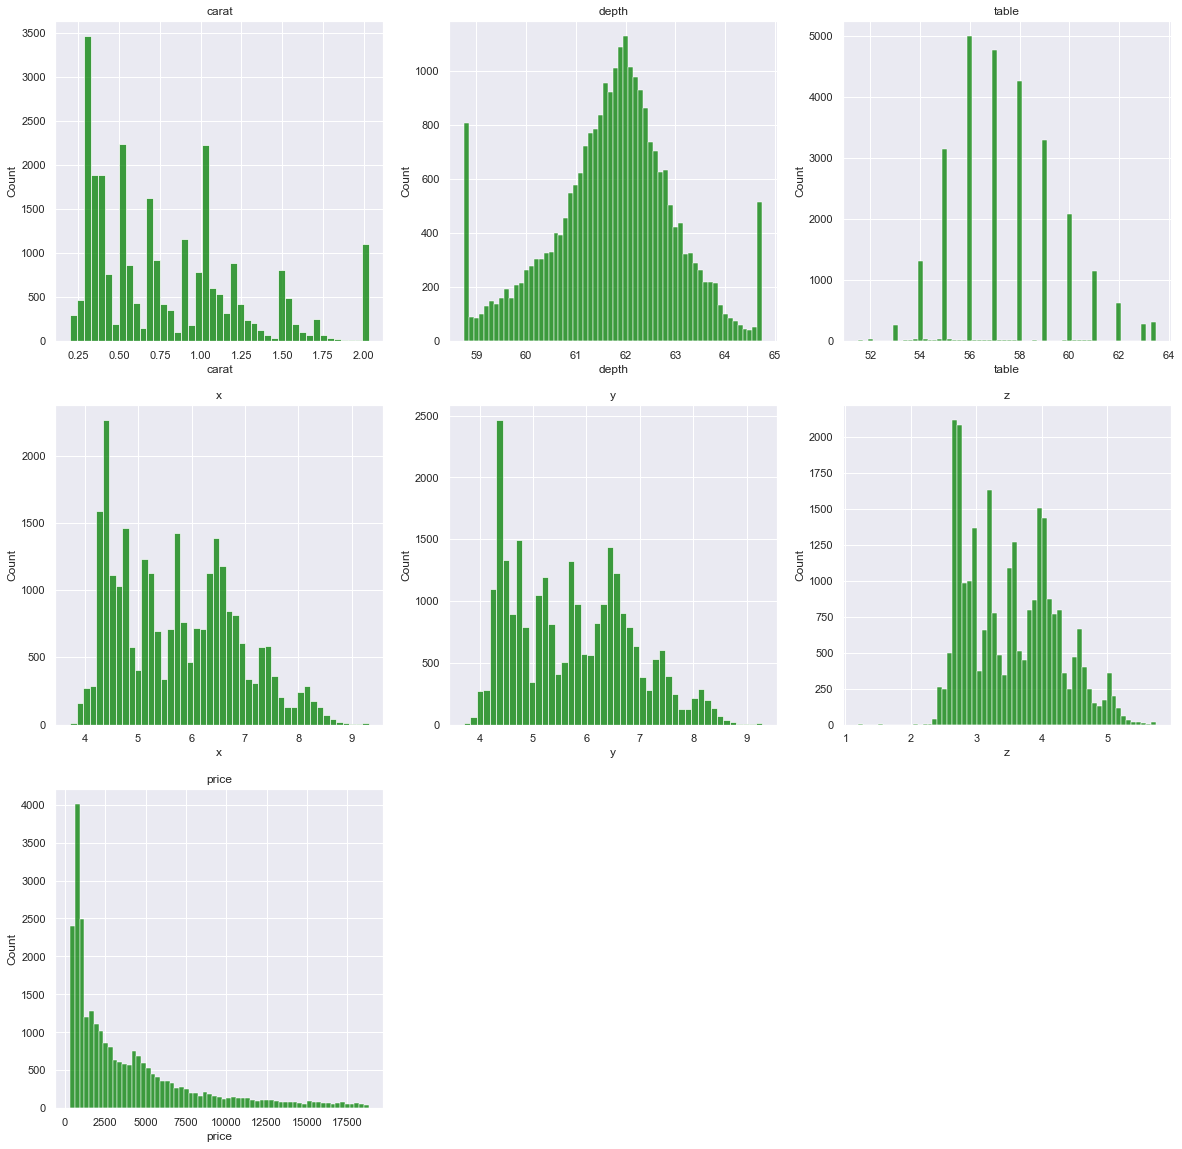 carat
Count
3500
3000
2500
2000
1500
1000
500
0
0.25 0.50 0.75 1.00 1.25 1.50 1.75 2.00
carat
depth
Count
1000
800
600
400
200
0
59 60 61 62 63 64 65
depth
table
Count
5000
4000
3000
2000
1000
0
52 54 56 58 60 62 64
table
x
Count
2000
1500
1000
500
0
4 5 6 7 8 9
x
y
Count
2500
2000
1500
1000
500
0
4 5 6 7 8 9
y
z
Count
2000
1750
1500
1250
1000
750
500
250
0
1 2 3 4 5
z
price
Count
4000
3500
3000
2500
2000
1500
1000
500
0
0 2500 5000 7500 10000 12500 15000 17500
price